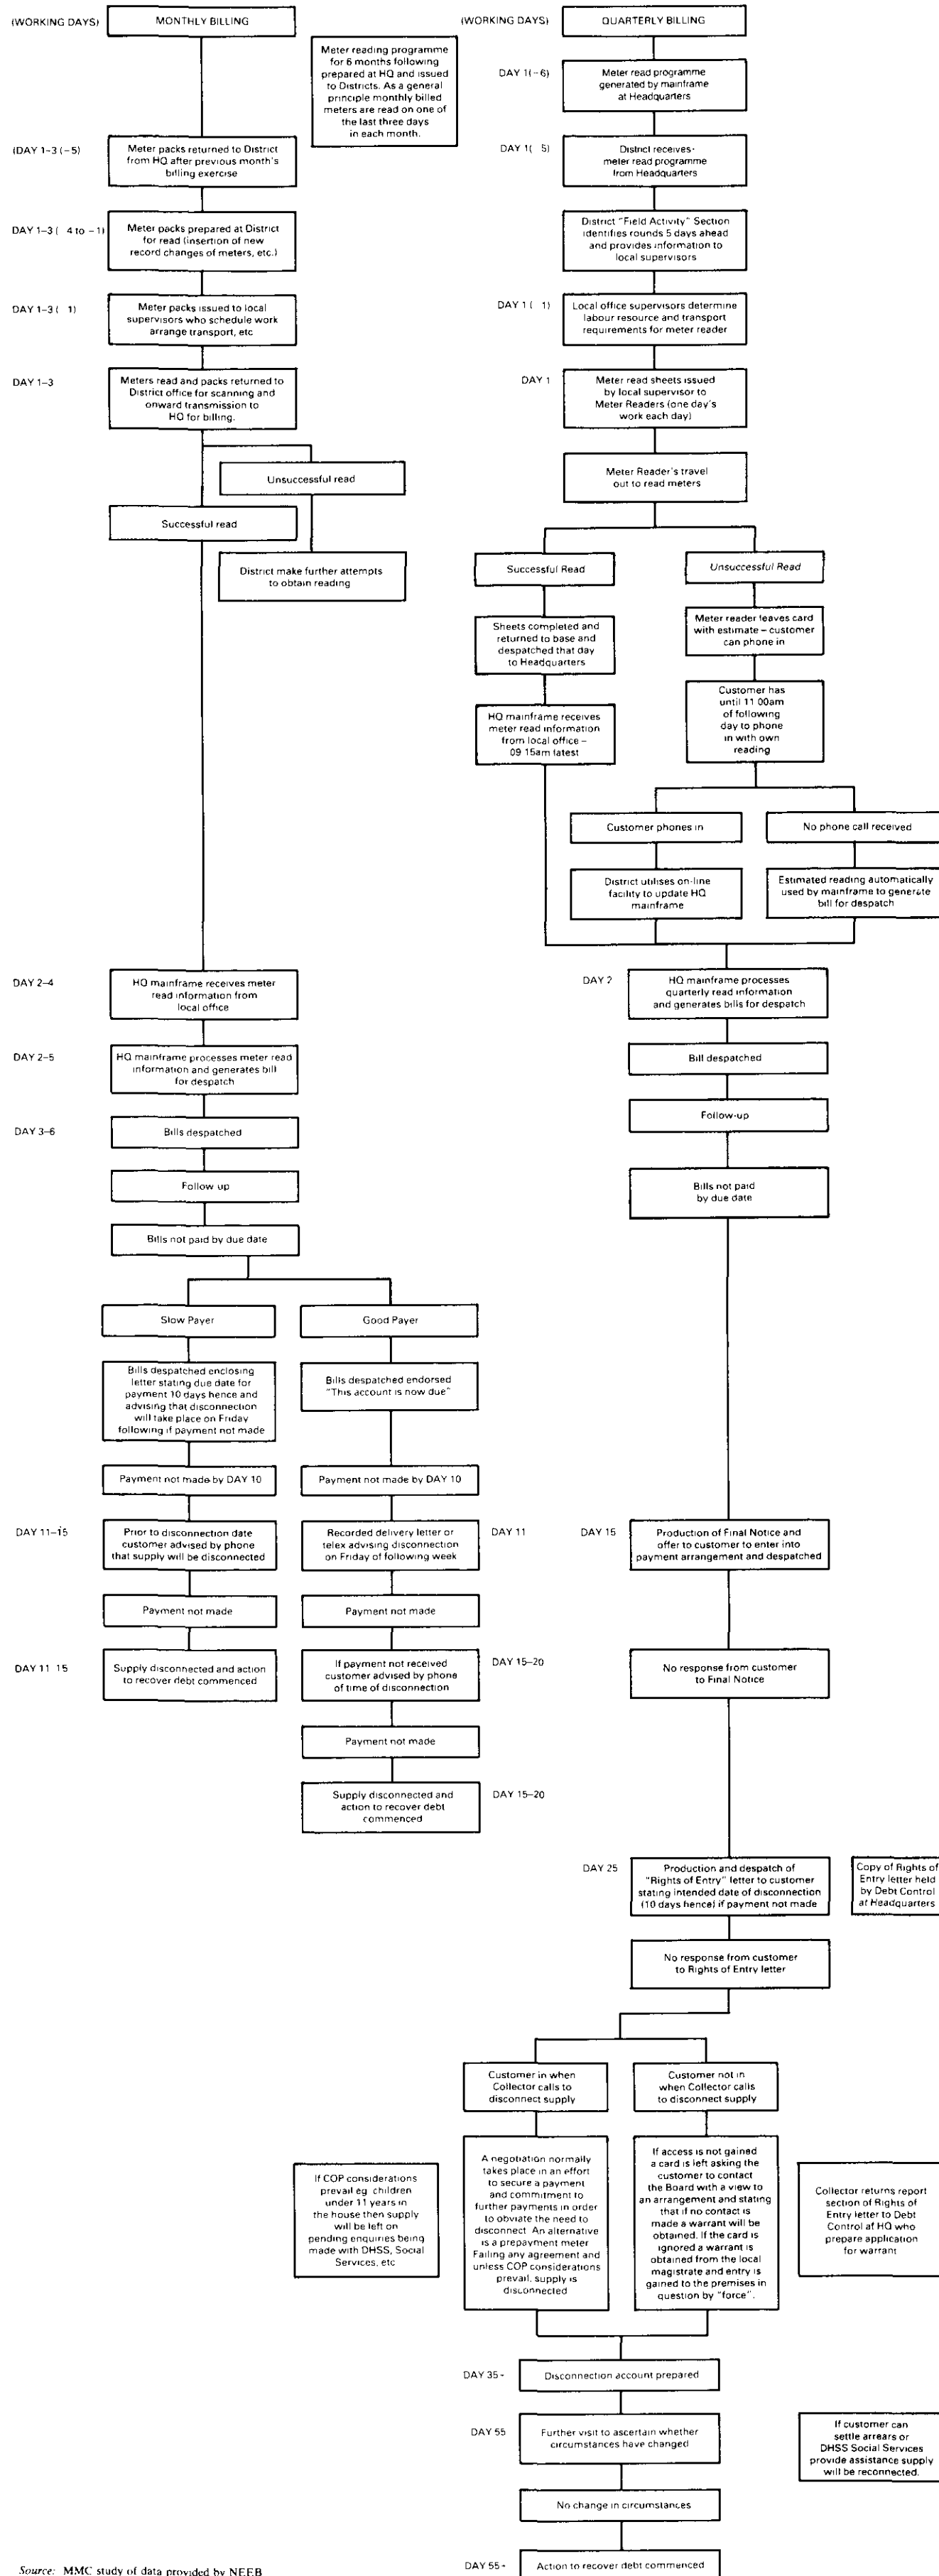 (WORKING DAYS)
MONTHLY BILLING
Meter reading programme
for 6 months following
prepared at HQ and issued
to Districts. As a general
principle monthly billed
meters are read on one of
the last three days
in each month.
(DAY 1–3 (–5)
Meter packs returned to District
from HQ after previous month's
billing exercise
DAY 1–3 ( 4 to –1)
Meter packs prepared at District
for read (insertion of new
record changes of meters, etc.)
DAY 1–3 ( 1)
Meter packs issued to local
supervisors who schedule work
arrange transport, etc
DAY 1–3
Meters read and packs returned to
District office for scanning and
onward transmission to
HQ for billing.
Unsuccessful read
Successful read
District make further attempts
to obtain reading
DAY 2–4
HQ mainframe receives meter
read information from
local office
DAY 2–5
HQ mainframe processes meter read
information and generates bill
for despatch
DAY 3–6
Bills despatched
Follow up
Bills not paid by due date
Slow Payer
Good Payer
Bills despatched enclosing
letter stating due date for
payment 10 days hence and
advising that disconnection
will take place on Friday
following if payment not made
Bills despatched endorsed
"This account is now due"
Payment not made by DAY 10
Payment not made by DAY 10
DAY 11–15
Prior to disconnection date
customer advised by phone
that supply will be disconnected
Recorded delivery letter or
telex advising disconnection
on Friday of following week
DAY 11
Payment not made
Payment not made
DAY 11 15
Supply disconnected and action
to recover debt commenced
If payment not received
customer advised by phone
of time of disconnection
DAY 15–20
Payment not made
Supply disconnected and
action to recover debt
commenced
DAY 15–20
(WORKING DAYS)
QUARTERLY BILLING
DAY 1(–6)
Meter read programme
generated by mainframe
at Headquarters
DAY 1( 5)
District receives·
meter read programme
from Headquarters
District "Field Activity" Section
identifies rounds 5 days ahead
and provides information to
local supervisors
DAY 1 ( 1)
Local office supervisors determine
labour resource and transport
requirements for meter reader
DAY 1
Meter read sheets issued
by local supervisor to
Meter Readers (one day's
work each day)
Meter Reader's travel
out to read meters
Successful Read
Unsuccessful Read
Sheets completed and
returned to base and
despatched that day
to Headquarters
Meter reader leaves card
with estimate – customer
can phone in
HQ mainframe receives
meter read information
from local office –
09 15am latest
Customer has
until 11 00am
of following
day to phone
in with own
reading
Customer phones in
No phone call received
District utilises on-line
facility to update HQ
mainframe
Estimated reading automatically
used by mainframe to generate
bill for despatch
DAY 2
HQ mainframe processes
quarterly read information
and generates bills for despatch
Bill despatched
Follow-up
Bills not paid
by due date
DAY 15
Production of Final Notice and
offer to customer to enter into
payment arrangement and despatched
No response from customer
to Final Notice
DAY 25
Production and despatch of
"Rights of Entry" letter to customer
stating intended date of disconnection
(10 days hence) if payment not made
Copy of Rights of
Entry letter held
by Debt Control
at Headquarters
No response from customer
to Rights of Entry letter
Customer in when
Collector calls to
disconnect supply
Customer not in
when Collector calls
to disconnect supply
If COP considerations
prevail eg. children
under 11 years in
the house then supply
will be left on
pending enquiries being
made with DHSS, Social
Services, etc
A negotiation normally
takes place in an effort
to secure a payment
and commitment to
further payments in order
to obviate the need to
disconnect An alternative
is a prepayment meter
Failing any agreement and
unless COP considerations
prevail, supply is
disconnected
If access is not gained
a card is left asking the
customer to contact
the Board with a view to
an arrangement and stating
that if no contact is
made a warrant will be
obtained. If the card is
ignored a warrant is
obtained from the local
magistrate and entry is
gained to the premises in
question by "force".
Collector returns report
section of Rights of
Entry letter to Debt
Control at HQ who
prepare application
for warrant
DAY 35 -
Disconnection account prepared
DAY 55
Further visit to ascertain whether
circumstances have changed
If customer can
settle arrears or
DHSS Social Services
provide assistance supply
will be reconnected.
No change in circumstances
DAY 55 -
Action to recover debt commenced
Source: MMC study of data provided by NEEB